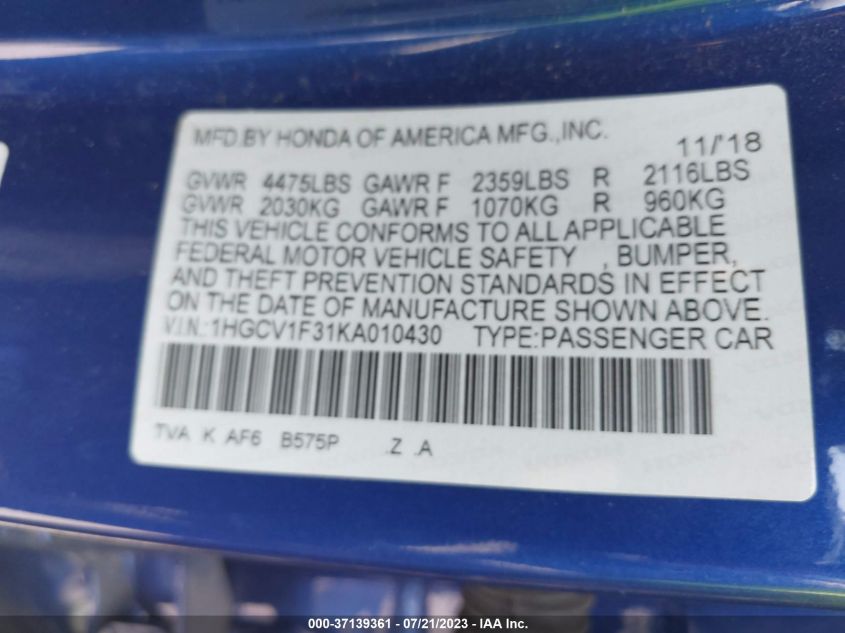 MFD.BY HONDA OF AMERICA MFG.,INC. 11/'18
GVWR 4475LBS GAWR F 2359LBS R 2116LBS
GVWR 2030KG GAWR F 1070KG R 960KG
THIS VEHICLE CONFORMS TO ALL APPLICABLE
FEDERAL MOTOR VEHICLE SAFETY , BUMPER,
AND THEFT PREVENTION STANDARDS IN EFFECT
ON THE DATE OF MANUFACTURE SHOWN ABOVE.
V.I.N.:1HGCV1F31KA010430 TYPE:PASSENGER CAR
TVA K AF6 B575P .Z .A
000-37139361 - 07/21/2023 - IAA Inc.